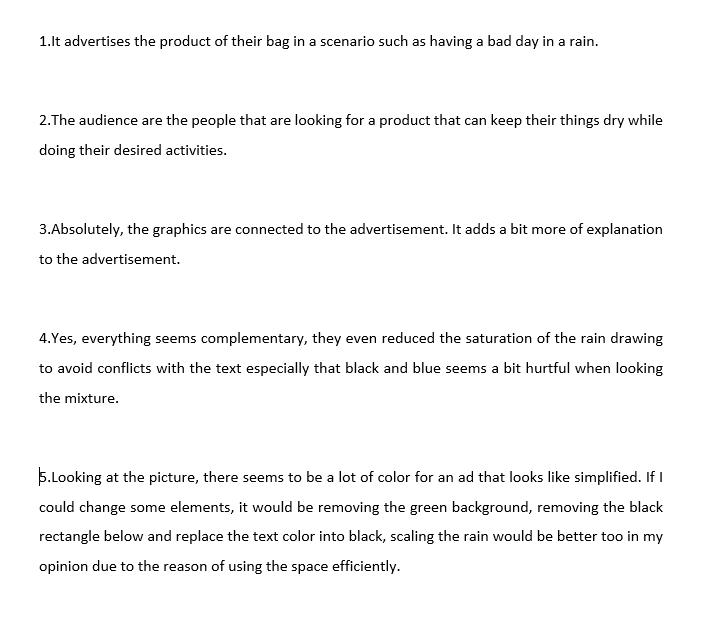 1.It advertises the product of their bag in a scenario such as having a bad day in a rain.
2.The audience are the people that are looking for a product that can keep their things dry while
doing their desired activities.
3.Absolutely, the graphics are connected to the advertisement. It adds a bit more of explanation
to the advertisement.
4.Yes, everything seems complementary, they even reduced the saturation of the rain drawing
to avoid conflicts with the text especially that black and blue seems a bit hurtful when looking
the mixture.
5.Looking at the picture, there seems to be a lot of color for an ad that looks like simplified. If I
could change some elements, it would be removing the green background, removing the black
rectangle below and replace the text color into black, scaling the rain would be better too in my
opinion due to the reason of using the space efficiently.